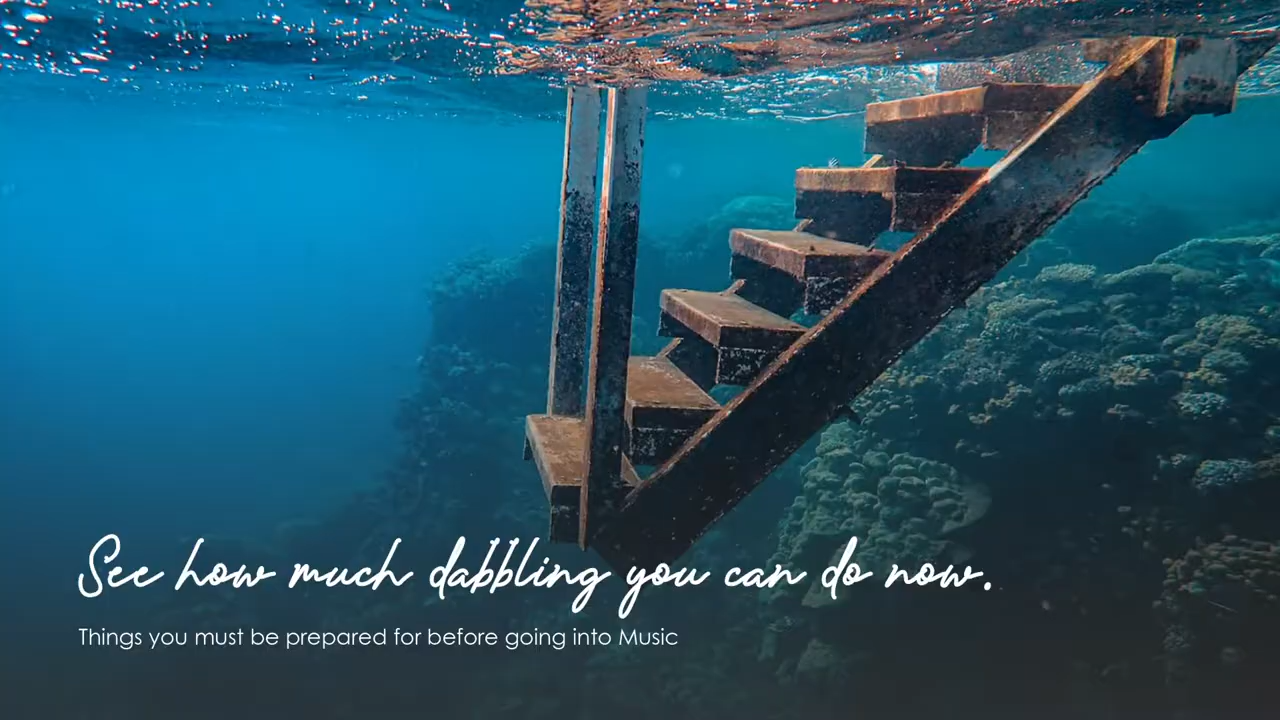 See how much dabbling you can do now.
Things you must be prepared for before going into Music